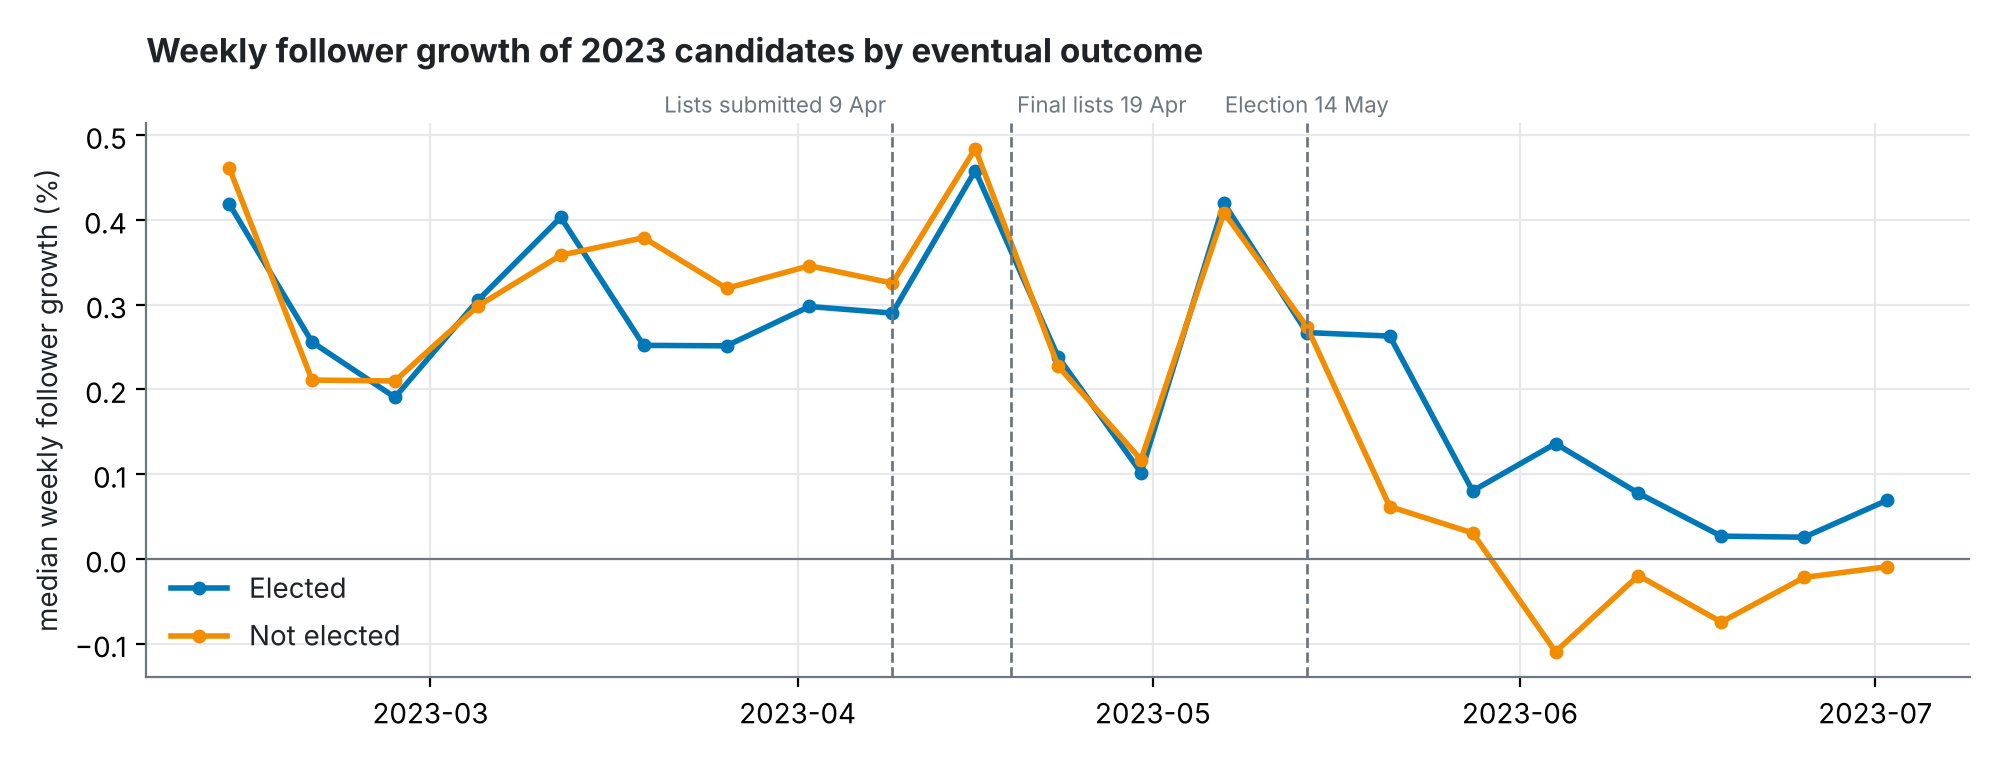 Weekly follower growth of 2023 candidates by eventual outcome
Lists submitted 9 Apr
Final lists 19 Apr
Election 14 May
median weekly follower growth (%)
0.5
0.4
0.3
0.2
0.1
0.0
−0.1
Elected
Not elected
2023-03
2023-04
2023-05
2023-06
2023-07